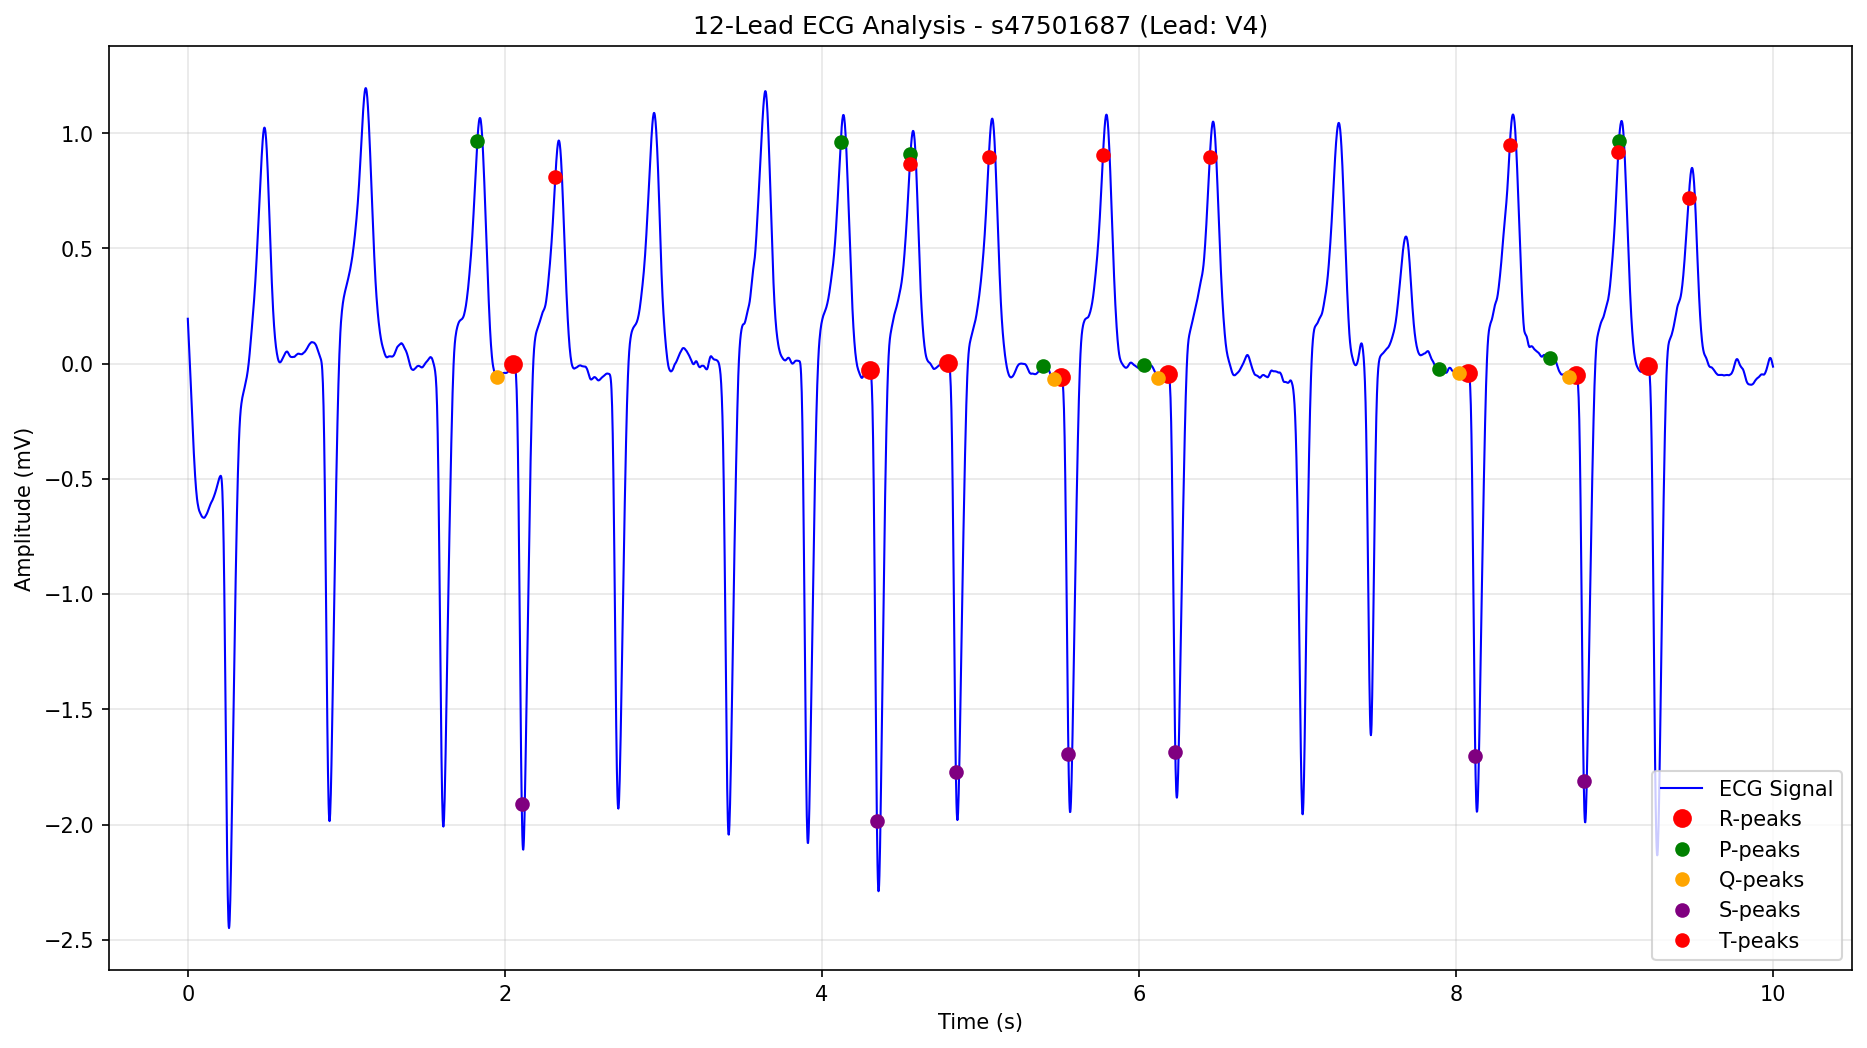 12-Lead ECG Analysis - s47501687 (Lead: V4)
Amplitude (mV)
1.0
0.5
0.0
−0.5
−1.0
−1.5
−2.0
−2.5
ECG Signal
R-peaks
P-peaks
Q-peaks
S-peaks
T-peaks
0 2 4 6 8 10
Time (s)